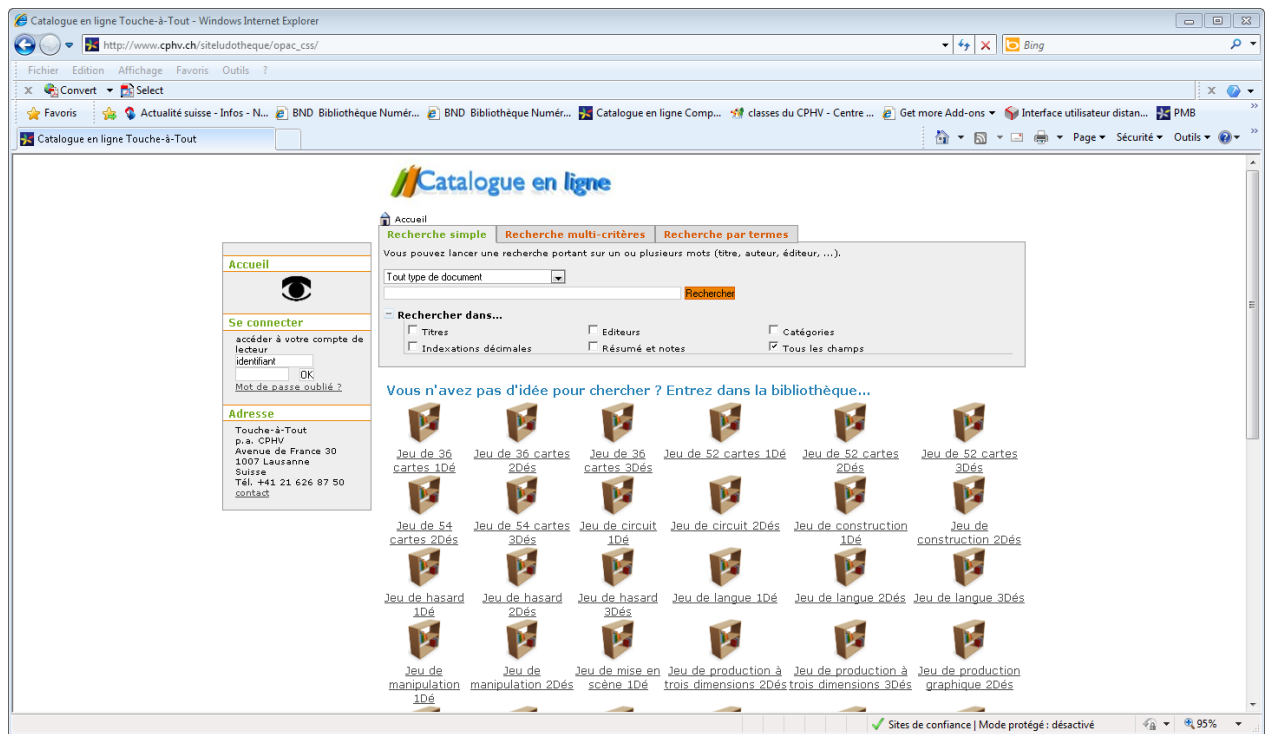 Catalogue en ligne Touche-à-Tout - Windows Internet Explorer
http://www.cphv.ch/siteludotheque/opac_css/
Bing
Fichier Edition Affichage Favoris Outils ?
x Convert Select
x
Favoris Actualité suisse - Infos - N... BND Bibliothèque Numér... BND Bibliothèque Numér... Catalogue en ligne Comp... classes du CPHV - Centre ... Get more Add-ons Interface utilisateur distan... PMB
Catalogue en ligne Touche-à-Tout
Page Sécurité Outils
Catalogue en ligne
Accueil
Recherche simple Recherche multi-critères Recherche par termes
Vous pouvez lancer une recherche portant sur un ou plusieurs mots (titre, auteur, éditeur, ...).
Tout type de document
Rechercher
Rechercher dans...
Titres Editeurs Catégories
Indexations décimales Résumé et notes Tous les champs
Accueil
Se connecter
accéder à votre compte de
lecteur
identifiant
OK
Mot de passe oublié ?
Adresse
Touche-à-Tout
p.a. CPHV
Avenue de France 30
1007 Lausanne
Suisse
Tél. +41 21 626 87 50
contact
Vous n'avez pas d'idée pour chercher ? Entrez dans la bibliothèque...
Jeu de 36 cartes 1Dé
Jeu de 36 cartes 2Dés
Jeu de 36 cartes 3Dés
Jeu de 52 cartes 1Dé
Jeu de 52 cartes 2Dés
Jeu de 52 cartes 3Dés
Jeu de 54 cartes 2Dés
Jeu de 54 cartes 3Dés
Jeu de circuit 1Dé
Jeu de circuit 2Dés
Jeu de construction 1Dé
Jeu de construction 2Dés
Jeu de hasard 1Dé
Jeu de hasard 2Dés
Jeu de hasard 3Dés
Jeu de langue 1Dé
Jeu de langue 2Dés
Jeu de langue 3Dés
Jeu de manipulation 1Dé
Jeu de manipulation 2Dés
Jeu de mise en scène 1Dé
Jeu de production à trois dimensions 2Dés
Jeu de production à trois dimensions 3Dés
Jeu de production graphique 2Dés
Sites de confiance | Mode protégé : désactivé
95%